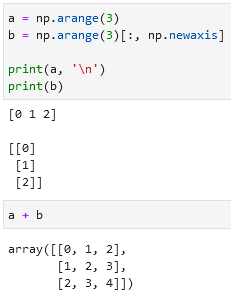 a = np.arange(3)
b = np.arange(3)[:, np.newaxis]
print(a, '\n')
print(b)
[0 1 2]
[[0]
 [1]
 [2]]
a + b
array([[0, 1, 2],
       [1, 2, 3],
       [2, 3, 4]])